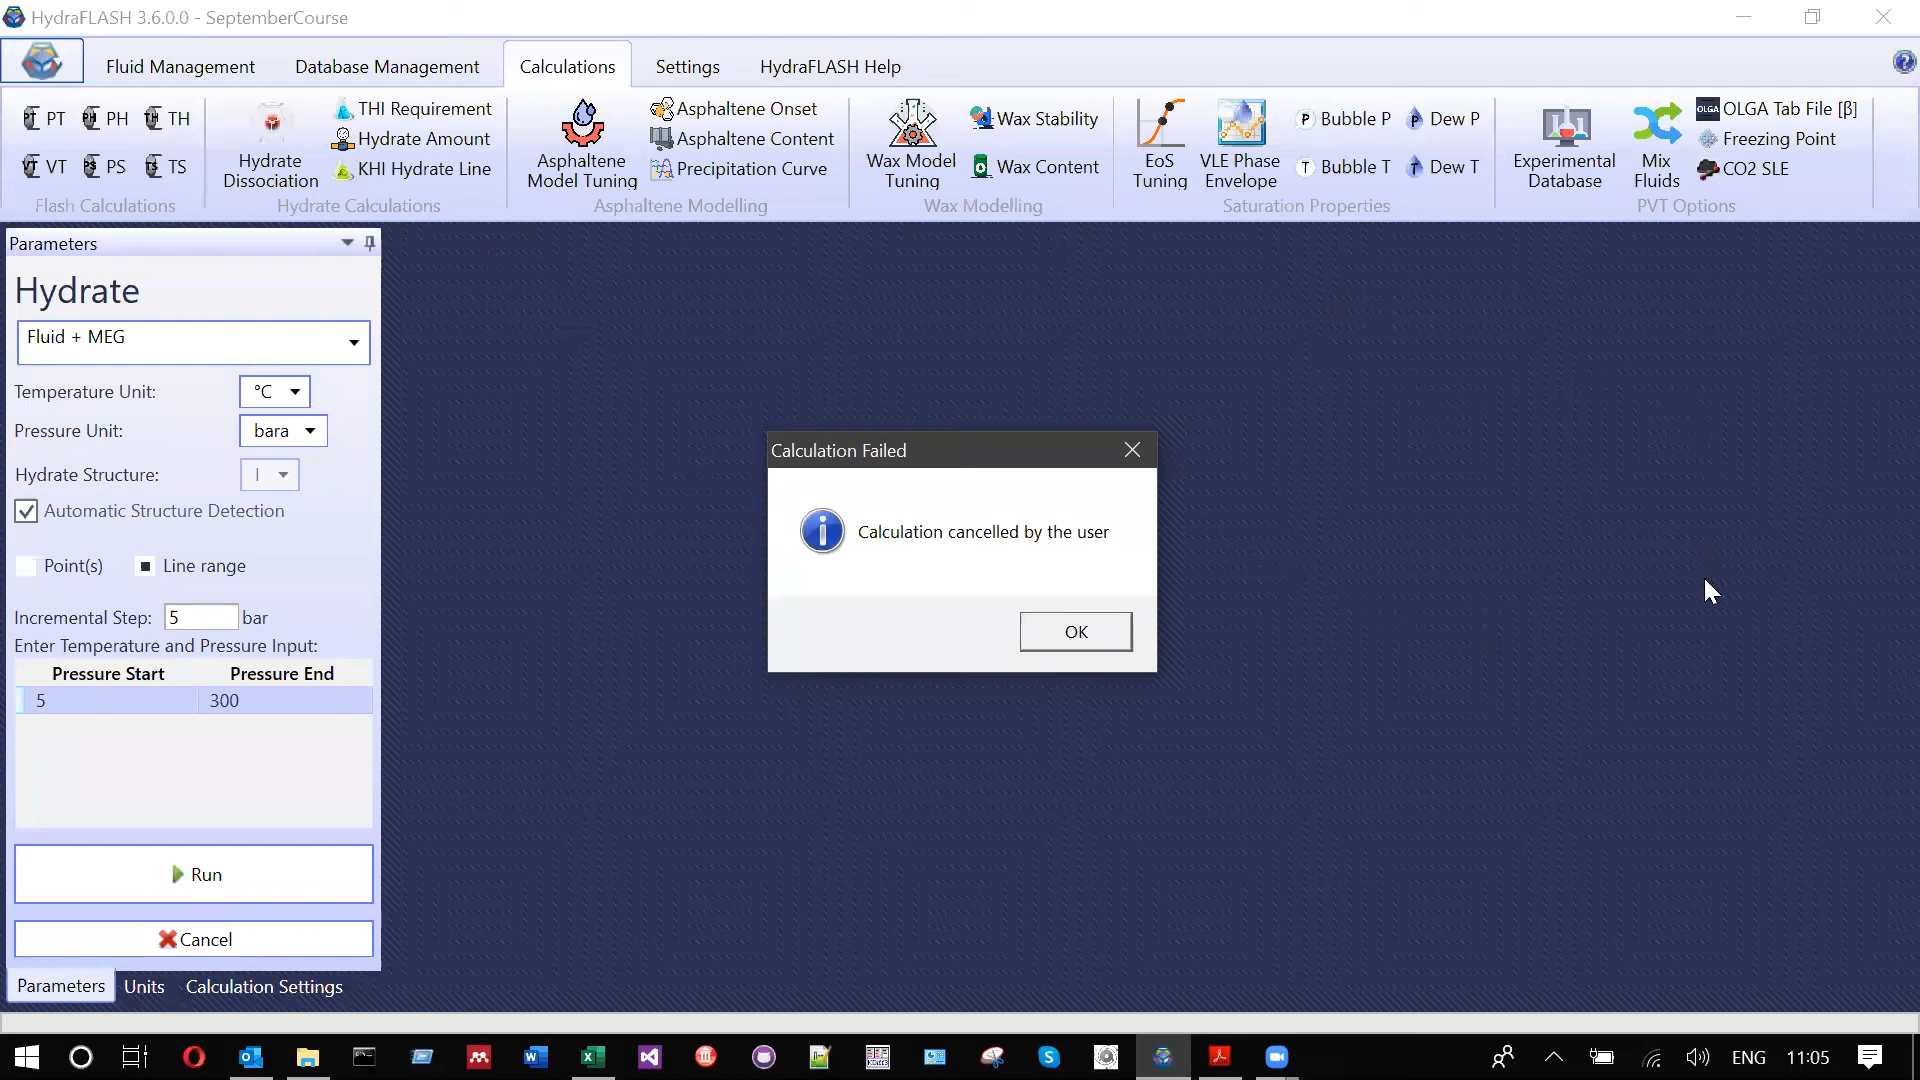 HydraFLASH 3.6.0.0 - SeptemberCourse
Fluid Management Database Management Calculations Settings HydraFLASH Help
PT PH TH
VT PS TS
Flash Calculations
Hydrate Dissociation
THI Requirement
Hydrate Amount
KHI Hydrate Line
Hydrate Calculations
Asphaltene Model Tuning
Asphaltene Onset
Asphaltene Content
Precipitation Curve
Asphaltene Modelling
Wax Model Tuning
Wax Stability
Wax Content
Wax Modelling
EoS Tuning
VLE Phase Envelope
Bubble P Dew P
Bubble T Dew T
Saturation Properties
Experimental Database
Mix Fluids
OLGA OLGA Tab File [β]
Freezing Point
CO2 SLE
PVT Options
Parameters
Hydrate
Fluid + MEG
Temperature Unit: °C
Pressure Unit: bara
Hydrate Structure: I
Automatic Structure Detection
Point(s) Line range
Incremental Step: 5 bar
Enter Temperature and Pressure Input:
Pressure Start Pressure End
5 300
Run
Cancel
Parameters Units Calculation Settings
Calculation Failed
Calculation cancelled by the user
OK
ENG 11:05